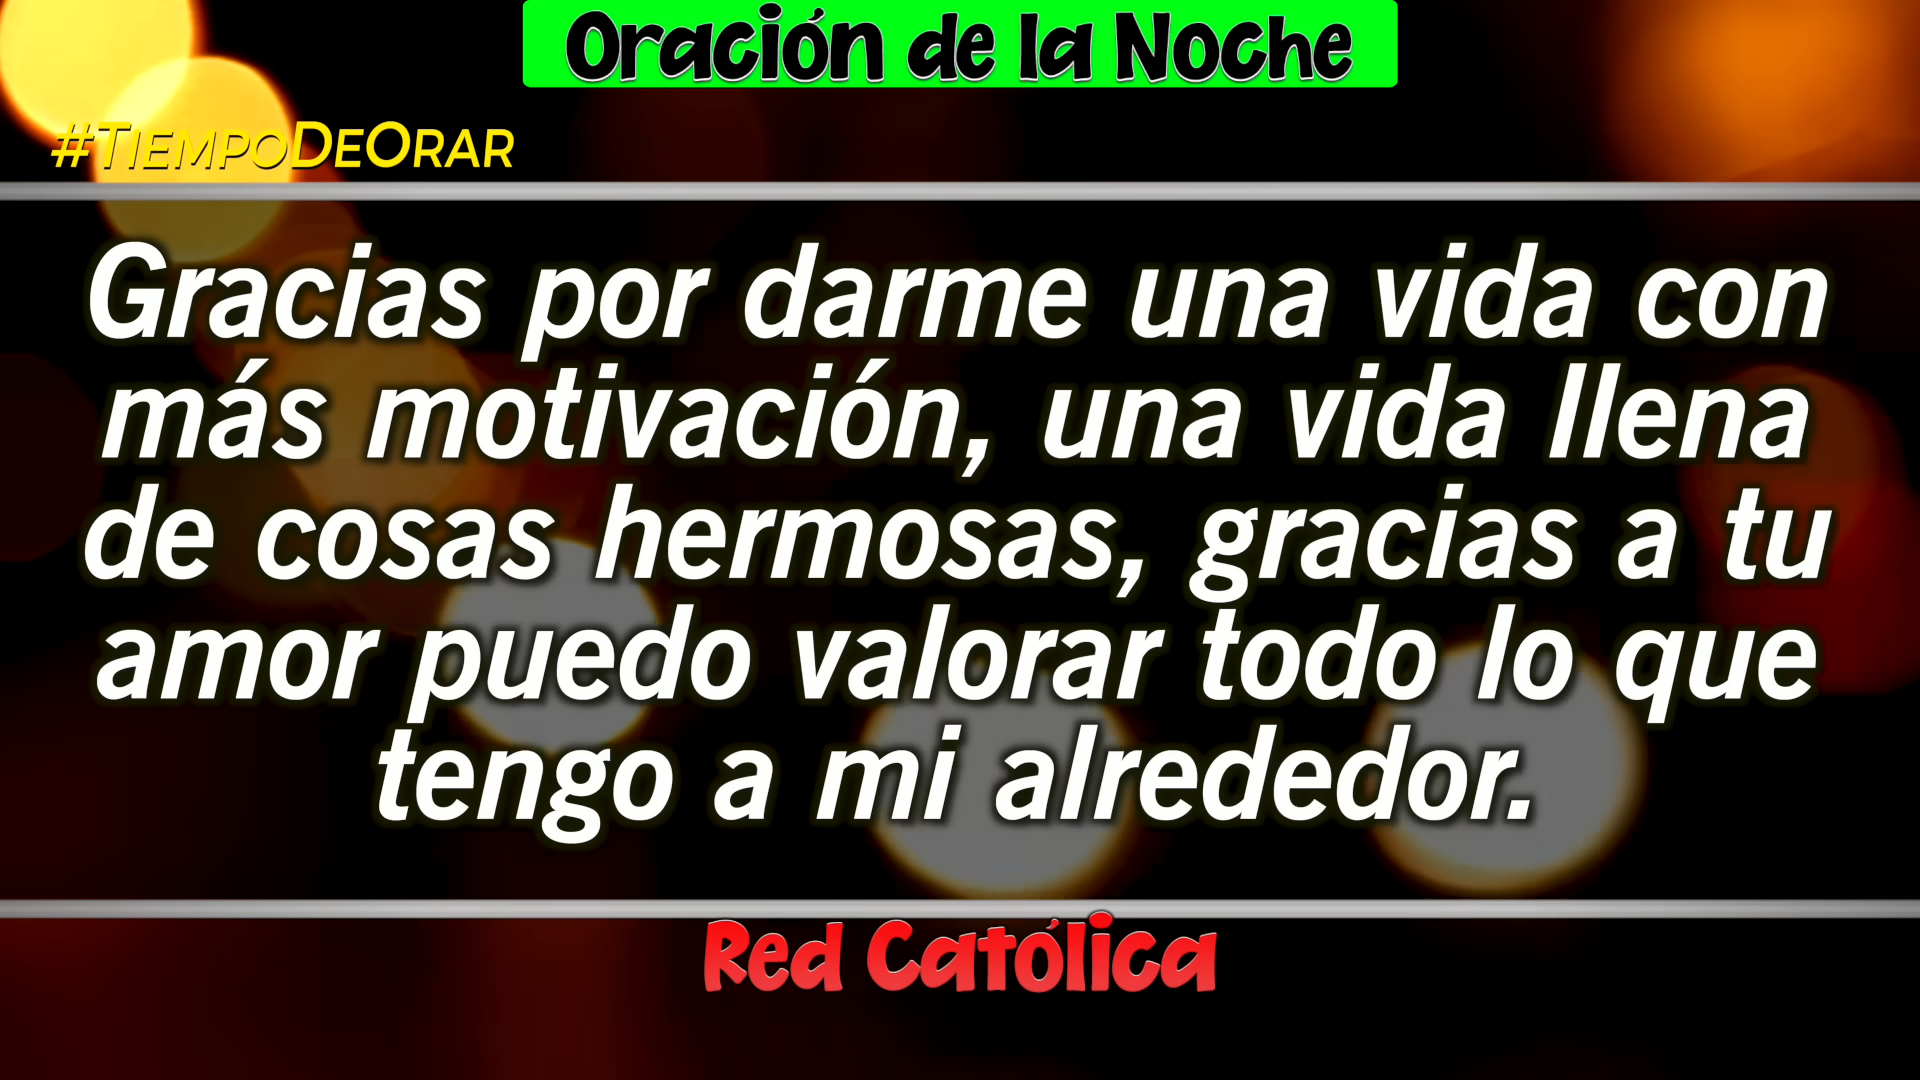 Oración de la Noche
#TiempoDeOrar
Gracias por darme una vida con
más motivación, una vida llena
de cosas hermosas, gracias a tu
amor puedo valorar todo lo que
tengo a mi alrededor.
Red Católica